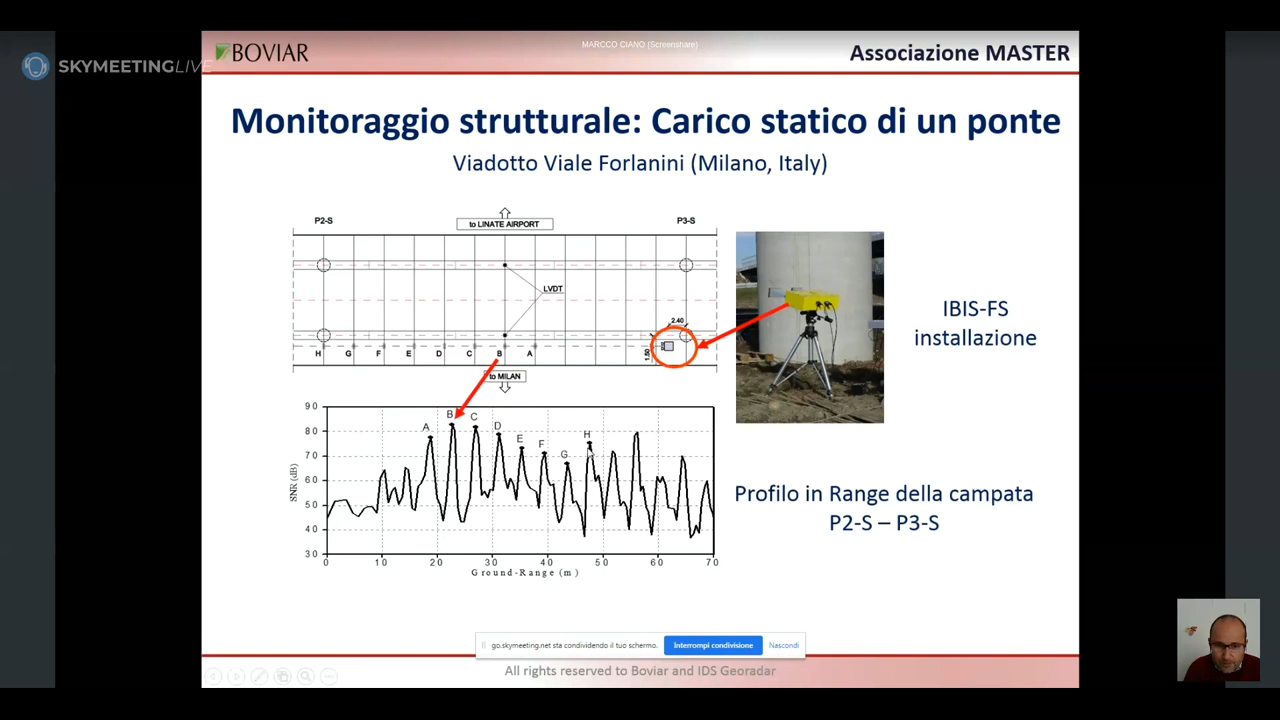 MARCCO CIANO (Screenshare)
SKYMEETINGLIVE
BOVIAR
Associazione MASTER
Monitoraggio strutturale: Carico statico di un ponte
Viadotto Viale Forlanini (Milano, Italy)
P2-S
to LINATE AIRPORT
P3-S
LVDT
2.40
1.50
H G F E D C B A
to MILAN
IBIS-FS
installazione
90
80
70
60
50
40
30
SNR (dB)
A B C D E F G H
0 10 20 30 40 50 60 70
Ground-Range (m)
Profilo in Range della campata
P2-S – P3-S
go.skymeeting.net sta condividendo il tuo schermo. Interrompi condivisione Nascondi
All rights reserved to Boviar and IDS Georadar